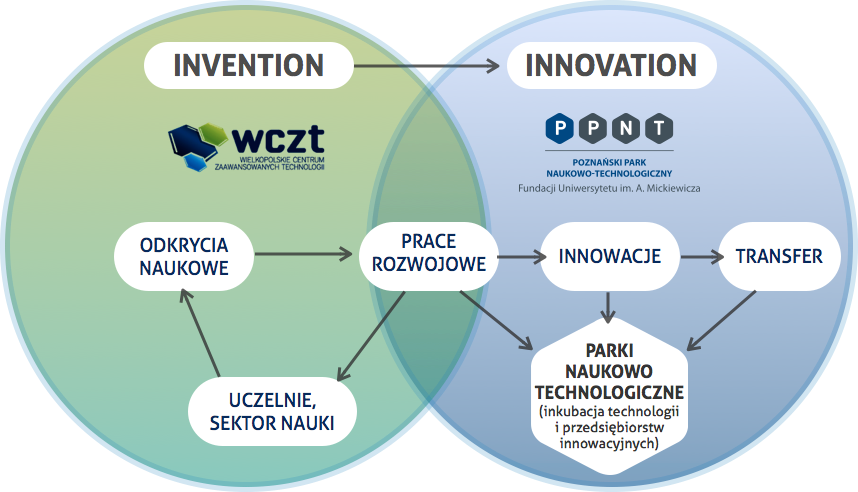 INVENTION
INNOVATION
wczt
WIELKOPOLSKIE CENTRUM
ZAAWANSOWANYCH TECHNOLOGII
PPNT
POZNAŃSKI PARK
NAUKOWO-TECHNOLOGICZNY
Fundacji Uniwersytetu im. A. Mickiewicza
ODKRYCIA
NAUKOWE
PRACE
ROZWOJOWE
INNOWACJE
TRANSFER
UCZELNIE,
SEKTOR NAUKI
PARKI
NAUKOWO
TECHNOLOGICZNE
(inkubacja technologii
i przedsiębiorstw
innowacyjnych)